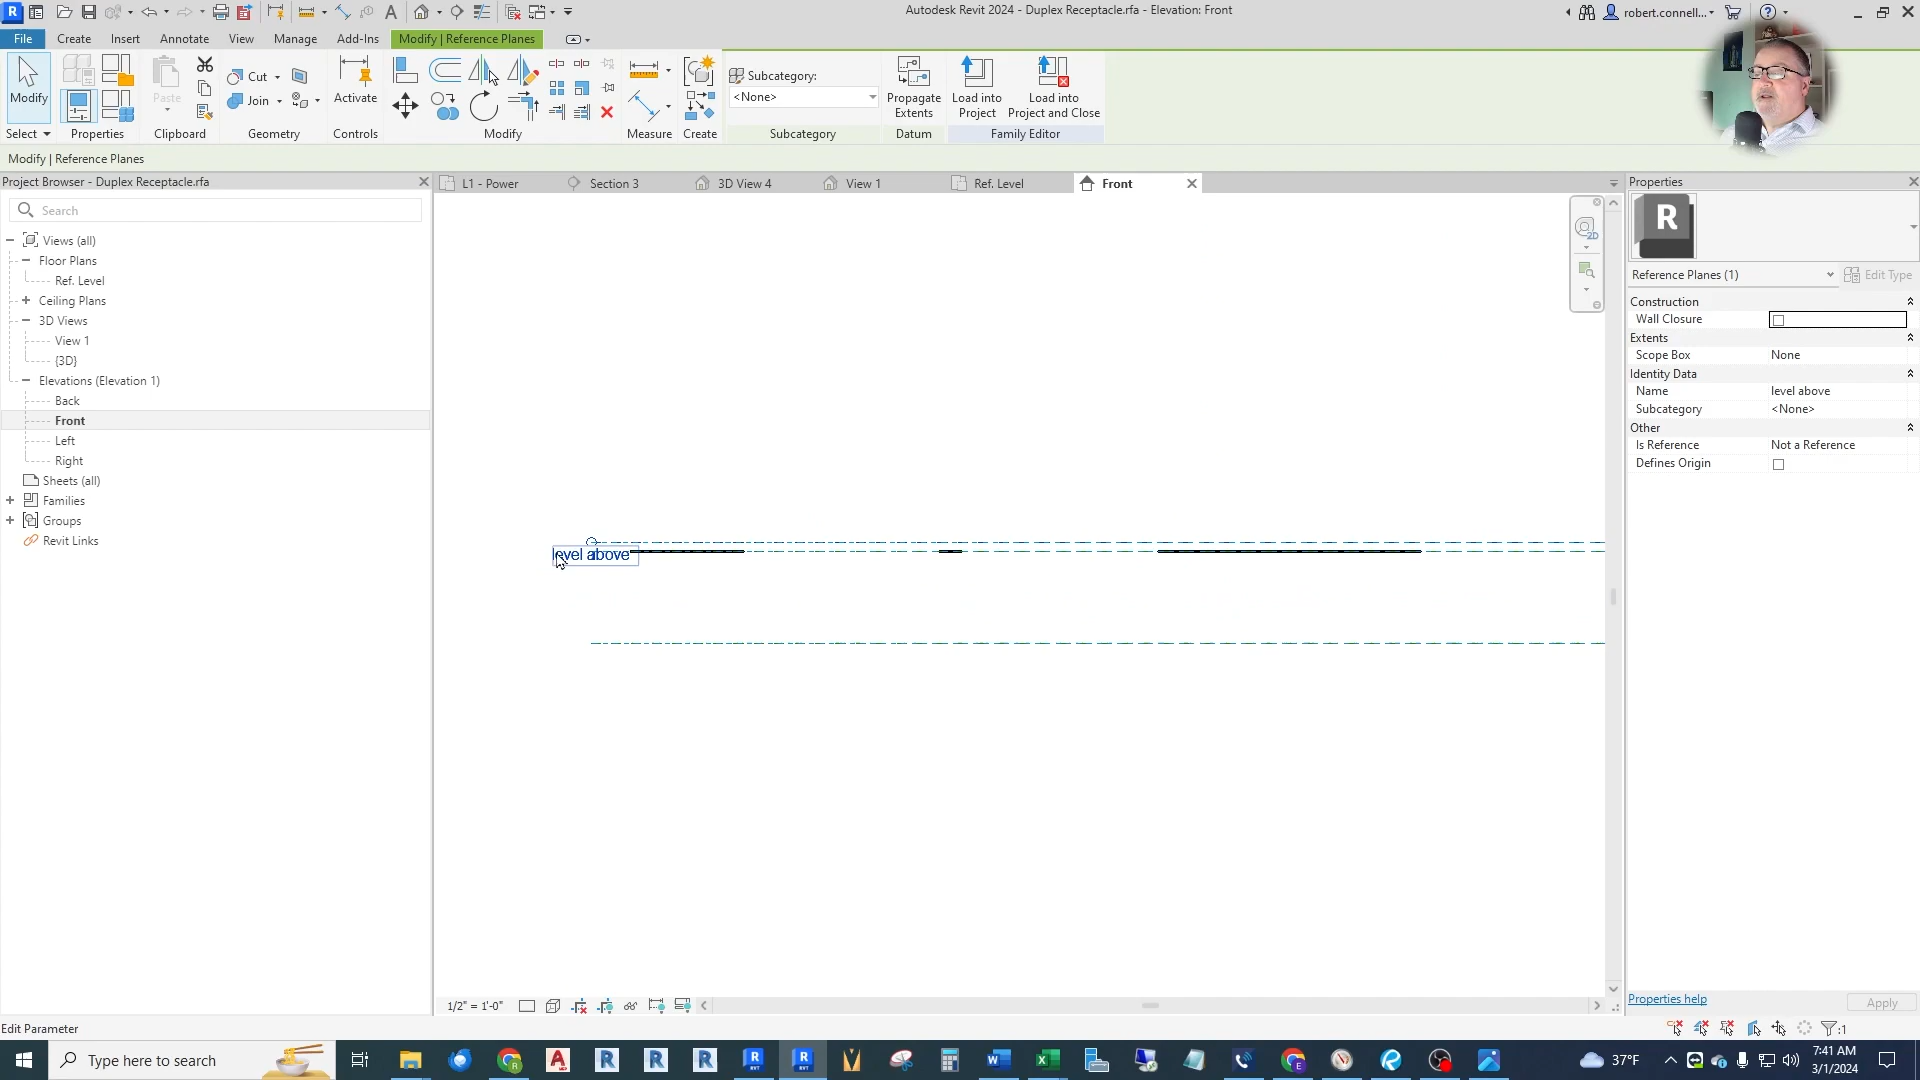 Autodesk Revit 2024 - Duplex Receptacle.rfa - Elevation: Front
robert.connell...
File
Create
Insert
Annotate
View
Manage
Add-Ins
Modify | Reference Planes
Modify
Select
Properties
Paste
Clipboard
Cut
Join
Geometry
Activate
Controls
Modify
Measure
Create
Subcategory:
<None>
Subcategory
Propagate
Extents
Datum
Load into
Project
Load into
Project and Close
Family Editor
Modify | Reference Planes
Project Browser - Duplex Receptacle.rfa
Search
Views (all)
Floor Plans
Ref. Level
Ceiling Plans
3D Views
View 1
{3D}
Elevations (Elevation 1)
Back
Front
Left
Right
Sheets (all)
Families
Groups
Revit Links
L1 - Power
Section 3
3D View 4
View 1
Ref. Level
Front
level above
2D
1/2" = 1'-0"
Properties
R
Reference Planes (1)
Edit Type
Construction
Wall Closure
Extents
Scope Box None
Identity Data
Name level above
Subcategory <None>
Other
Is Reference Not a Reference
Defines Origin
Properties help
Apply
Edit Parameter
:1
Type here to search
37°F
7:41 AM
3/1/2024